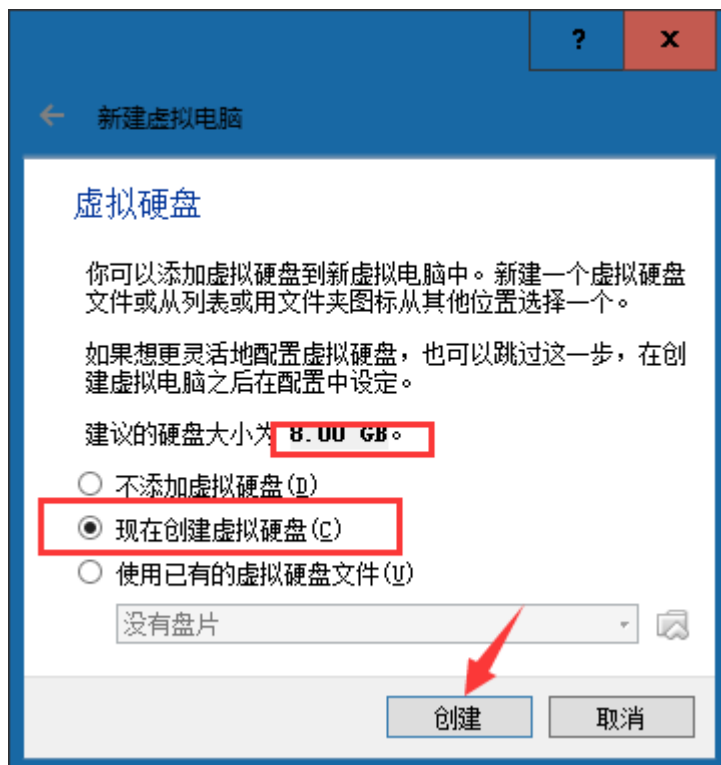 ? x
← 新建虚拟电脑
虚拟硬盘
你可以添加虚拟硬盘到新虚拟电脑中。新建一个虚拟硬盘
文件或从列表或用文件夹图标从其他位置选择一个。
如果想更灵活地配置虚拟硬盘，也可以跳过这一步，在创
建虚拟电脑之后在配置中设定。
建议的硬盘大小为 8.00 GB。
不添加虚拟硬盘(D)
现在创建虚拟硬盘(C)
使用已有的虚拟硬盘文件(U)
没有盘片
创建 取消